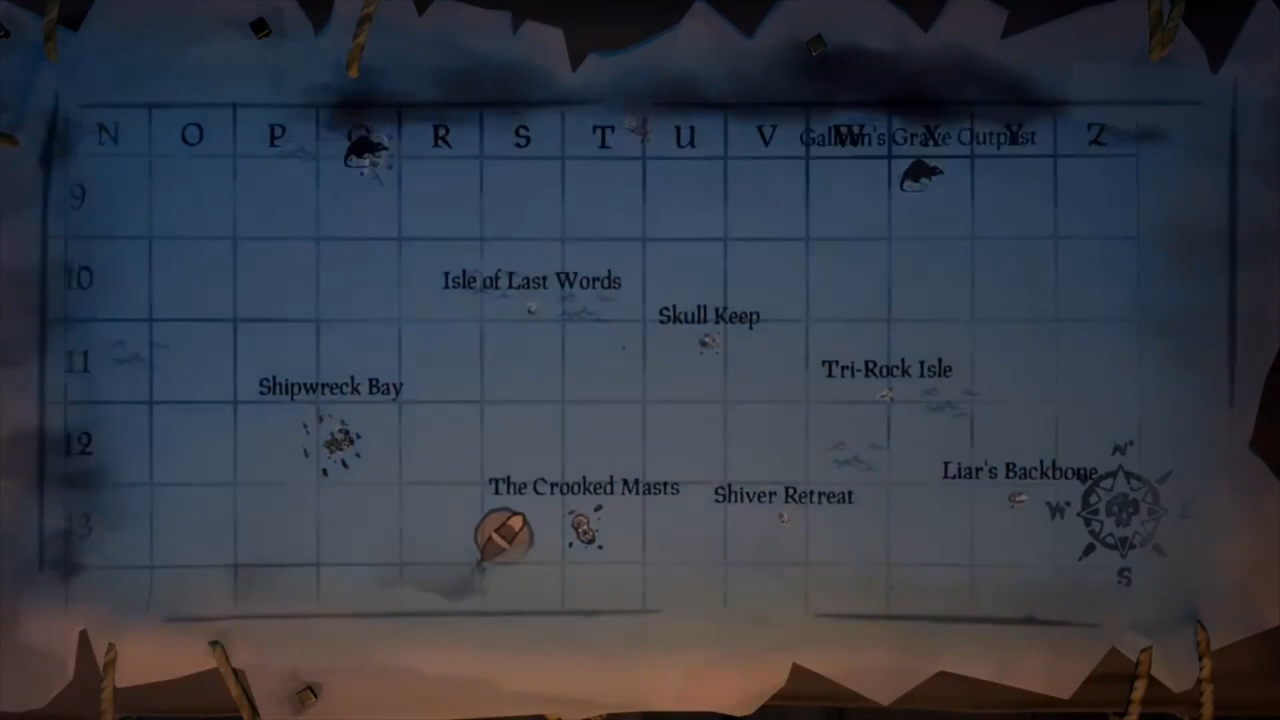 N O P R S T U V W X Y Z
Galleon's Grave Outpost
9
10
Isle of Last Words
Skull Keep
11
Tri-Rock Isle
Shipwreck Bay
12
Liar's Backbone
The Crooked Masts
Shiver Retreat
N
W
S